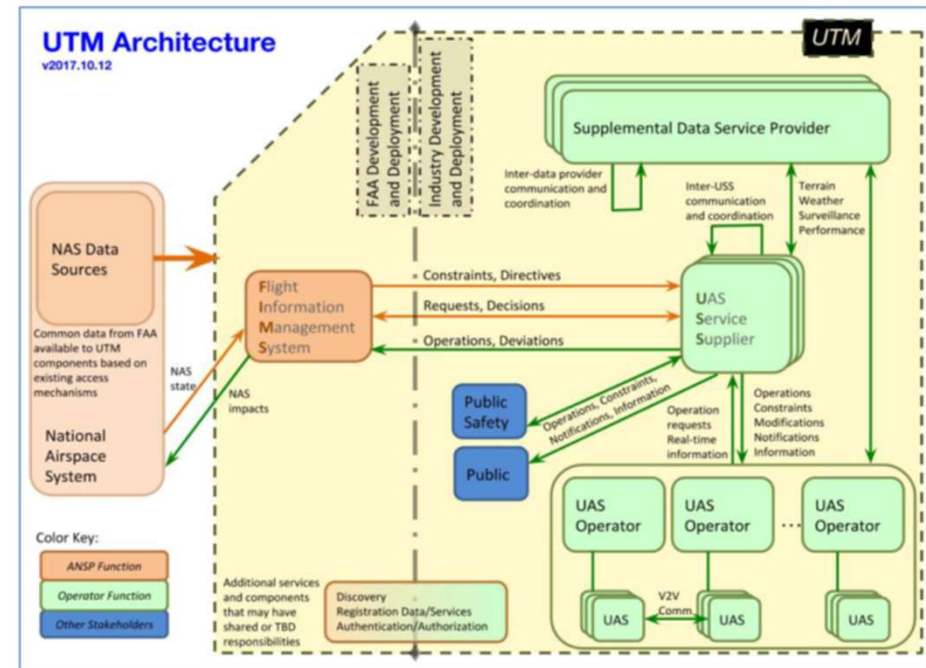 UTM Architecture
v2017.10.12
UTM
FAA Development
and Deployment
Industry Development
and Deployment
Supplemental Data Service Provider
Inter-data provider
communication and
coordination
Inter-USS
communication
and coordination
Terrain
Weather
Surveillance
Performance
NAS Data
Sources
Common data from FAA
available to UTM
components based on
existing access
mechanisms
National
Airspace
System
NAS
state
NAS
impacts
Flight
Information
Management
System
Constraints, Directives
Requests, Decisions
Operations, Deviations
UAS
Service
Supplier
Public
Safety
Public
Operations, Constraints,
Notifications, Information
Operation
requests
Real-time
information
Operations
Constraints
Modifications
Notifications
Information
UAS
Operator
UAS
Operator
...
UAS
Operator
UAS
V2V
Comm.
UAS
UAS
Color Key:
ANSP Function
Operator Function
Other Stakeholders
Additional services
and components
that may have
shared or TBD
responsibilities
Discovery
Registration Data/Services
Authentication/Authorization